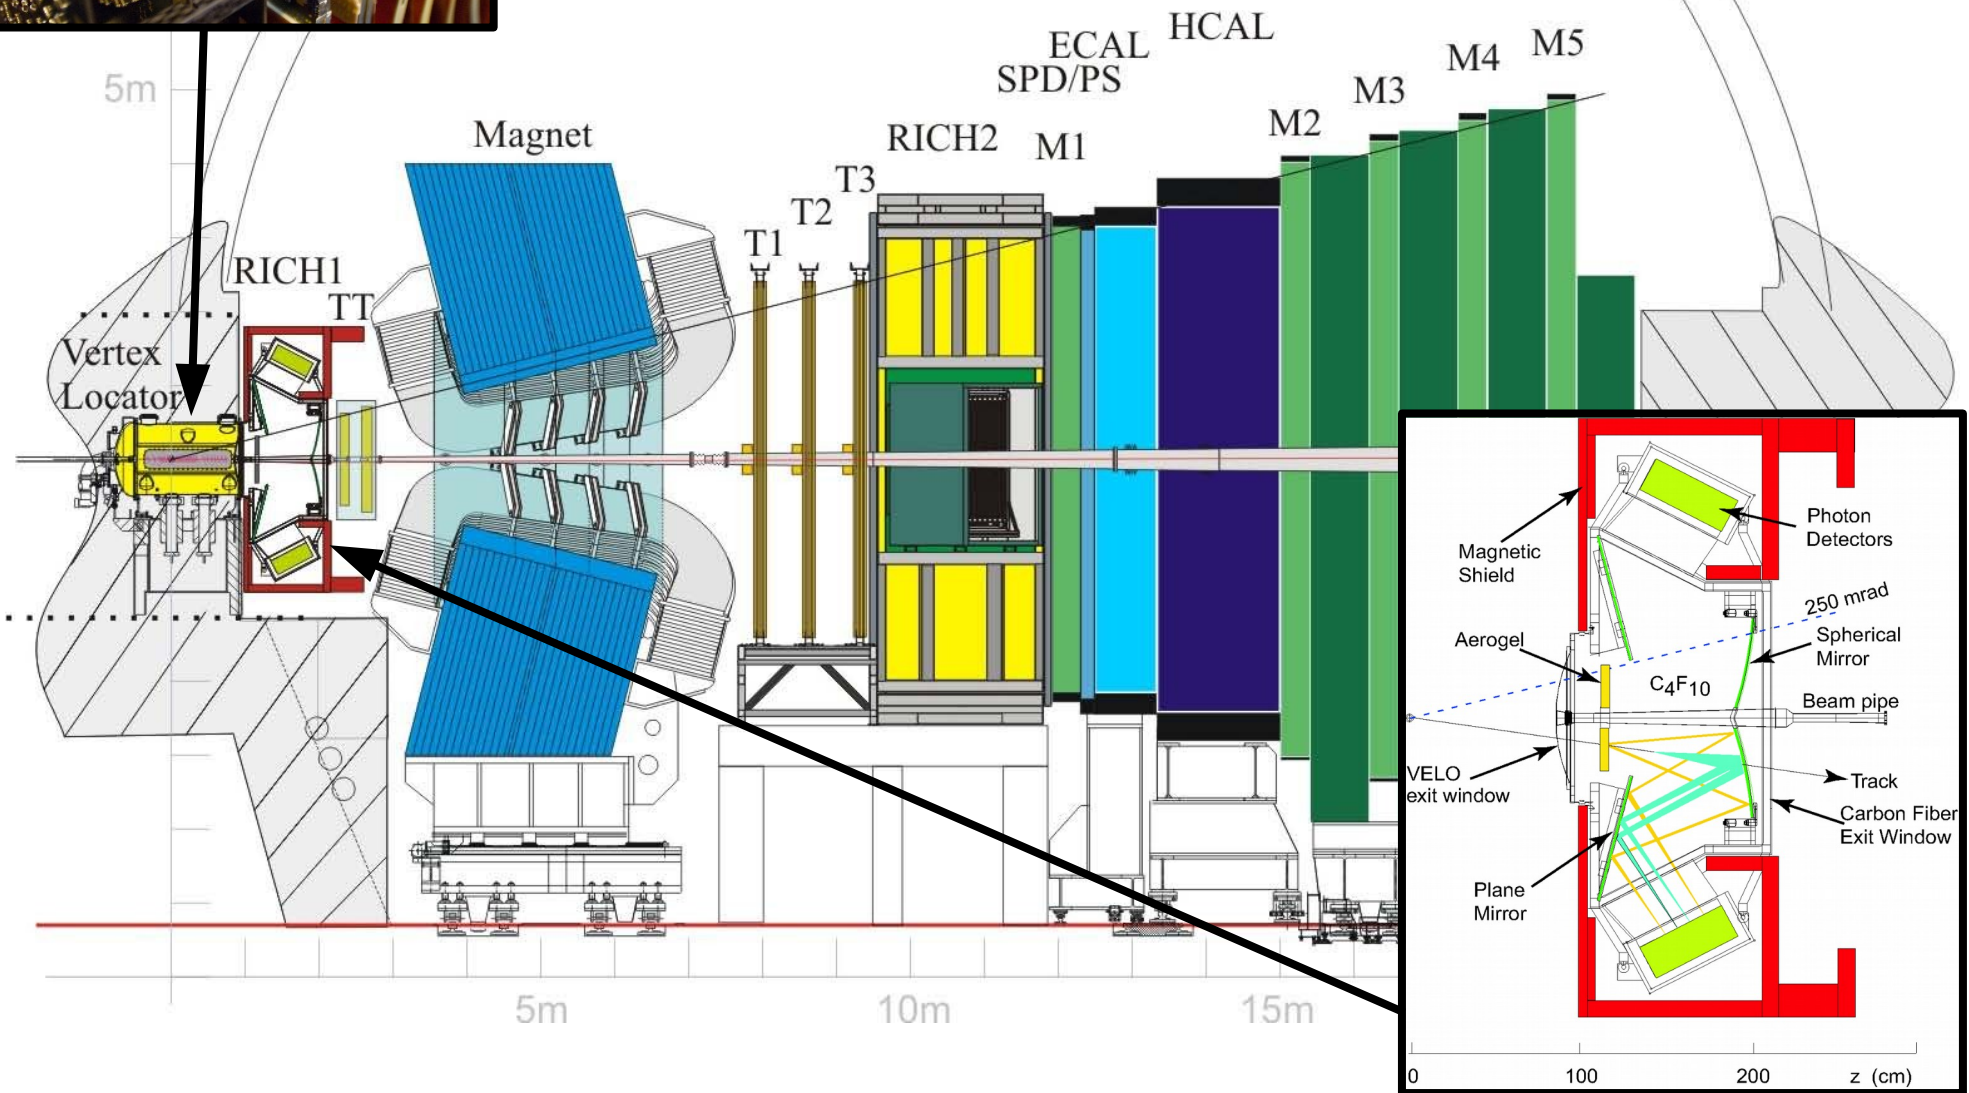 HCAL
ECAL
SPD/PS
M5
M4
M3
M2
M1
5m
Magnet
RICH2
T3
T2
T1
RICH1
TT
Vertex
Locator
5m
10m
15m
Photon
Detectors
Magnetic
Shield
250 mrad
Aerogel
Spherical
Mirror
C4F10
Beam pipe
VELO
exit window
Track
Carbon Fiber
Exit Window
Plane
Mirror
0
100
200
z (cm)